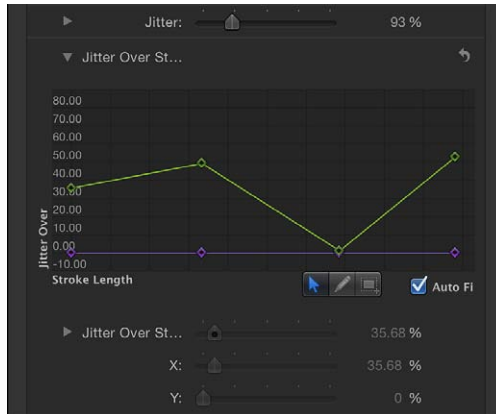 Jitter: 93 %
Jitter Over St...
80.00
70.00
60.00
50.00
40.00
30.00
20.00
10.00
0.00
-10.00
Jitter Over
Stroke Length
Auto Fi
Jitter Over St... 35.68 %
X: 35.68 %
Y: 0 %